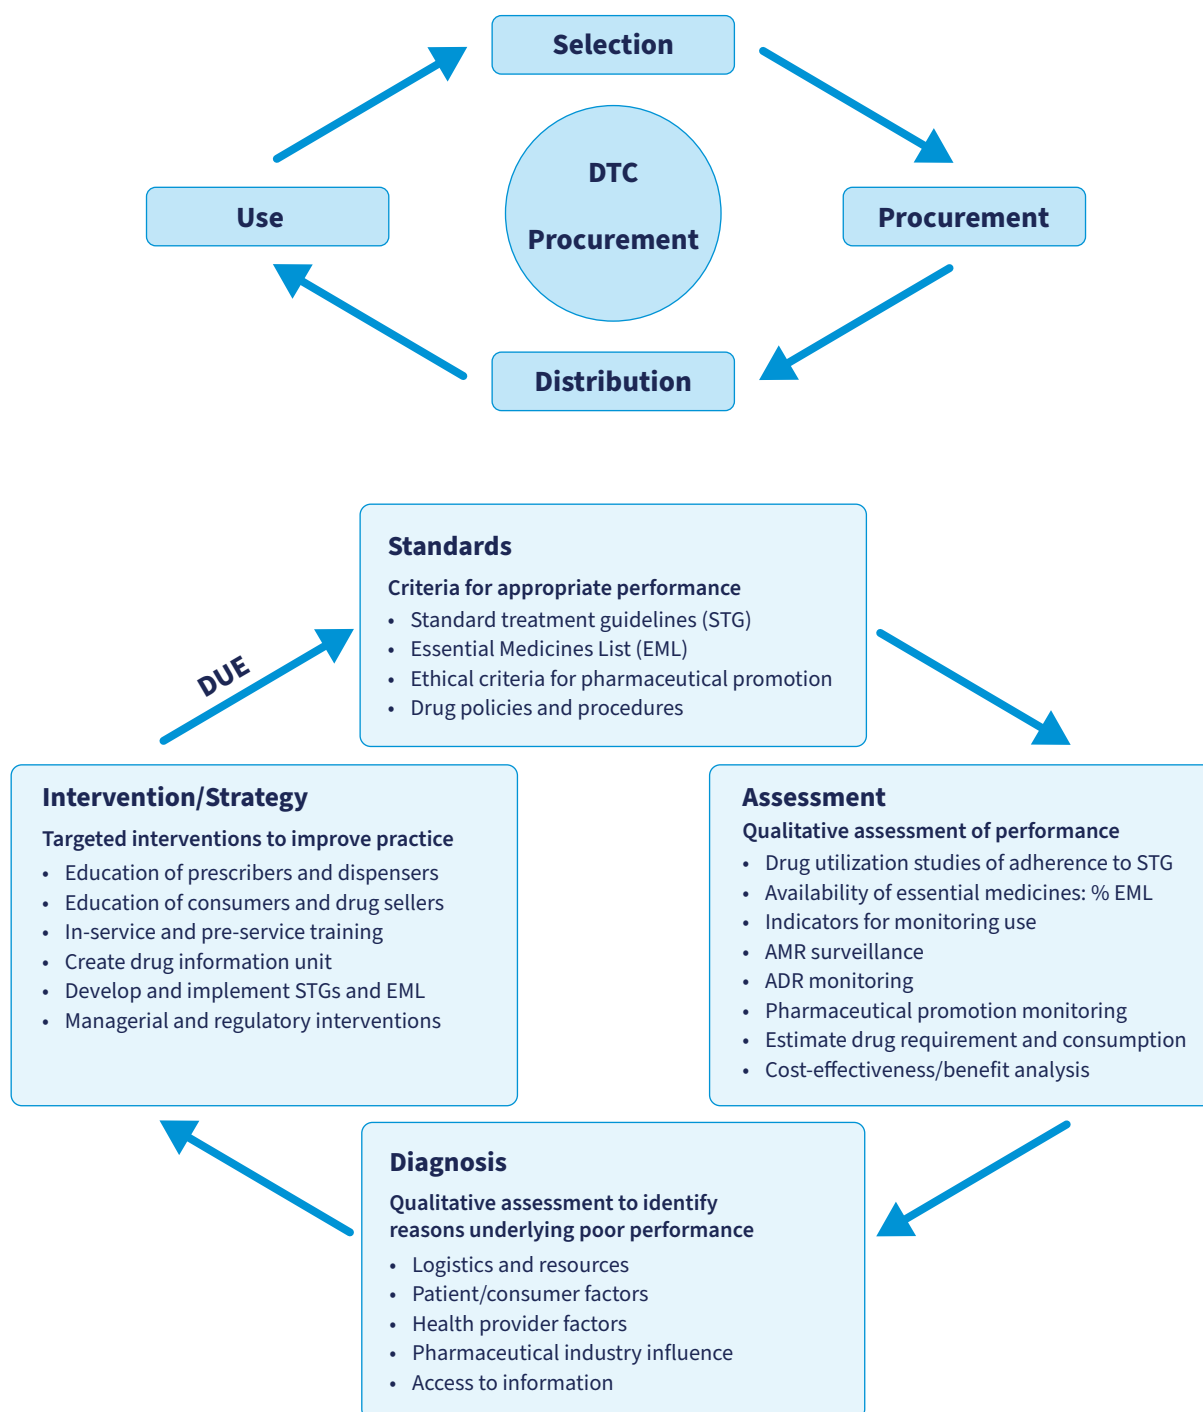 Selection
DTC
Procurement
Use
Procurement
Distribution
Standards
Criteria for appropriate performance
• Standard treatment guidelines (STG)
• Essential Medicines List (EML)
• Ethical criteria for pharmaceutical promotion
• Drug policies and procedures
DUE
Intervention/Strategy
Targeted interventions to improve practice
• Education of prescribers and dispensers
• Education of consumers and drug sellers
• In-service and pre-service training
• Create drug information unit
• Develop and implement STGs and EML
• Managerial and regulatory interventions
Assessment
Qualitative assessment of performance
• Drug utilization studies of adherence to STG
• Availability of essential medicines: % EML
• Indicators for monitoring use
• AMR surveillance
• ADR monitoring
• Pharmaceutical promotion monitoring
• Estimate drug requirement and consumption
• Cost-effectiveness/benefit analysis
Diagnosis
Qualitative assessment to identify
reasons underlying poor performance
• Logistics and resources
• Patient/consumer factors
• Health provider factors
• Pharmaceutical industry influence
• Access to information